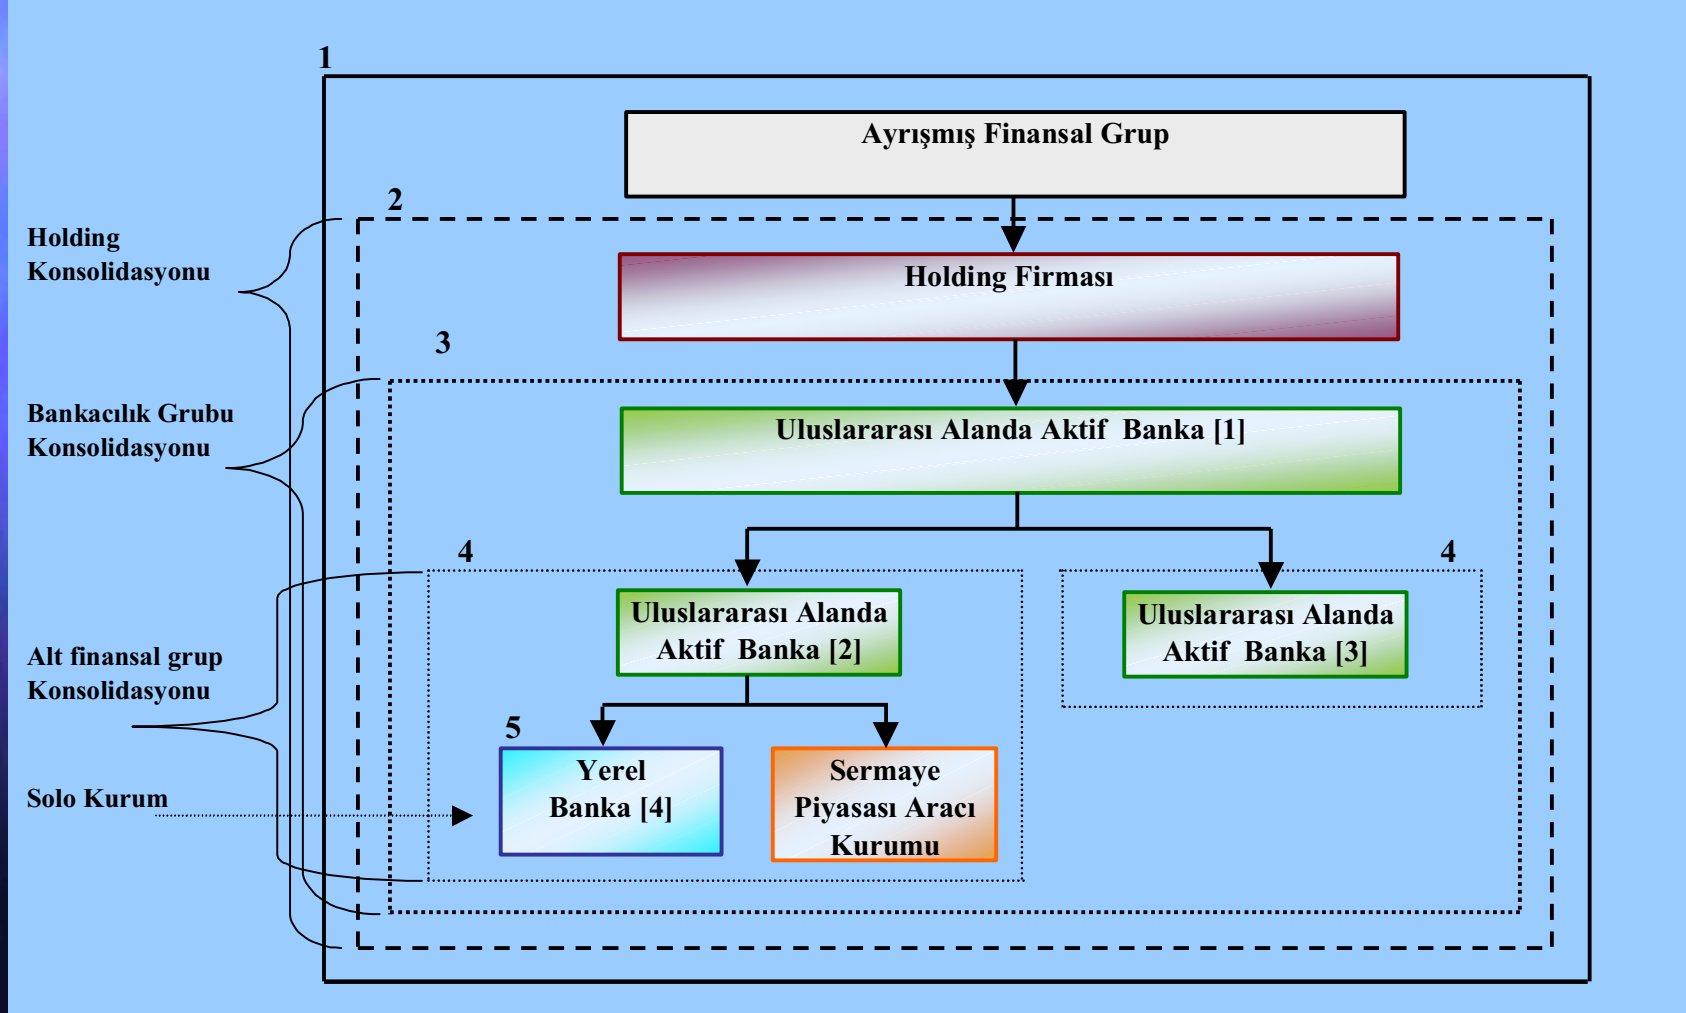 1
Ayrışmış Finansal Grup
2
Holding
Konsolidasyonu
Holding Firması
3
Bankacılık Grubu
Konsolidasyonu
Uluslararası Alanda Aktif Banka [1]
4
4
Uluslararası Alanda
Aktif Banka [2]
Uluslararası Alanda
Aktif Banka [3]
Alt finansal grup
Konsolidasyonu
5
Yerel
Banka [4]
Sermaye
Piyasası Aracı
Kurumu
Solo Kurum